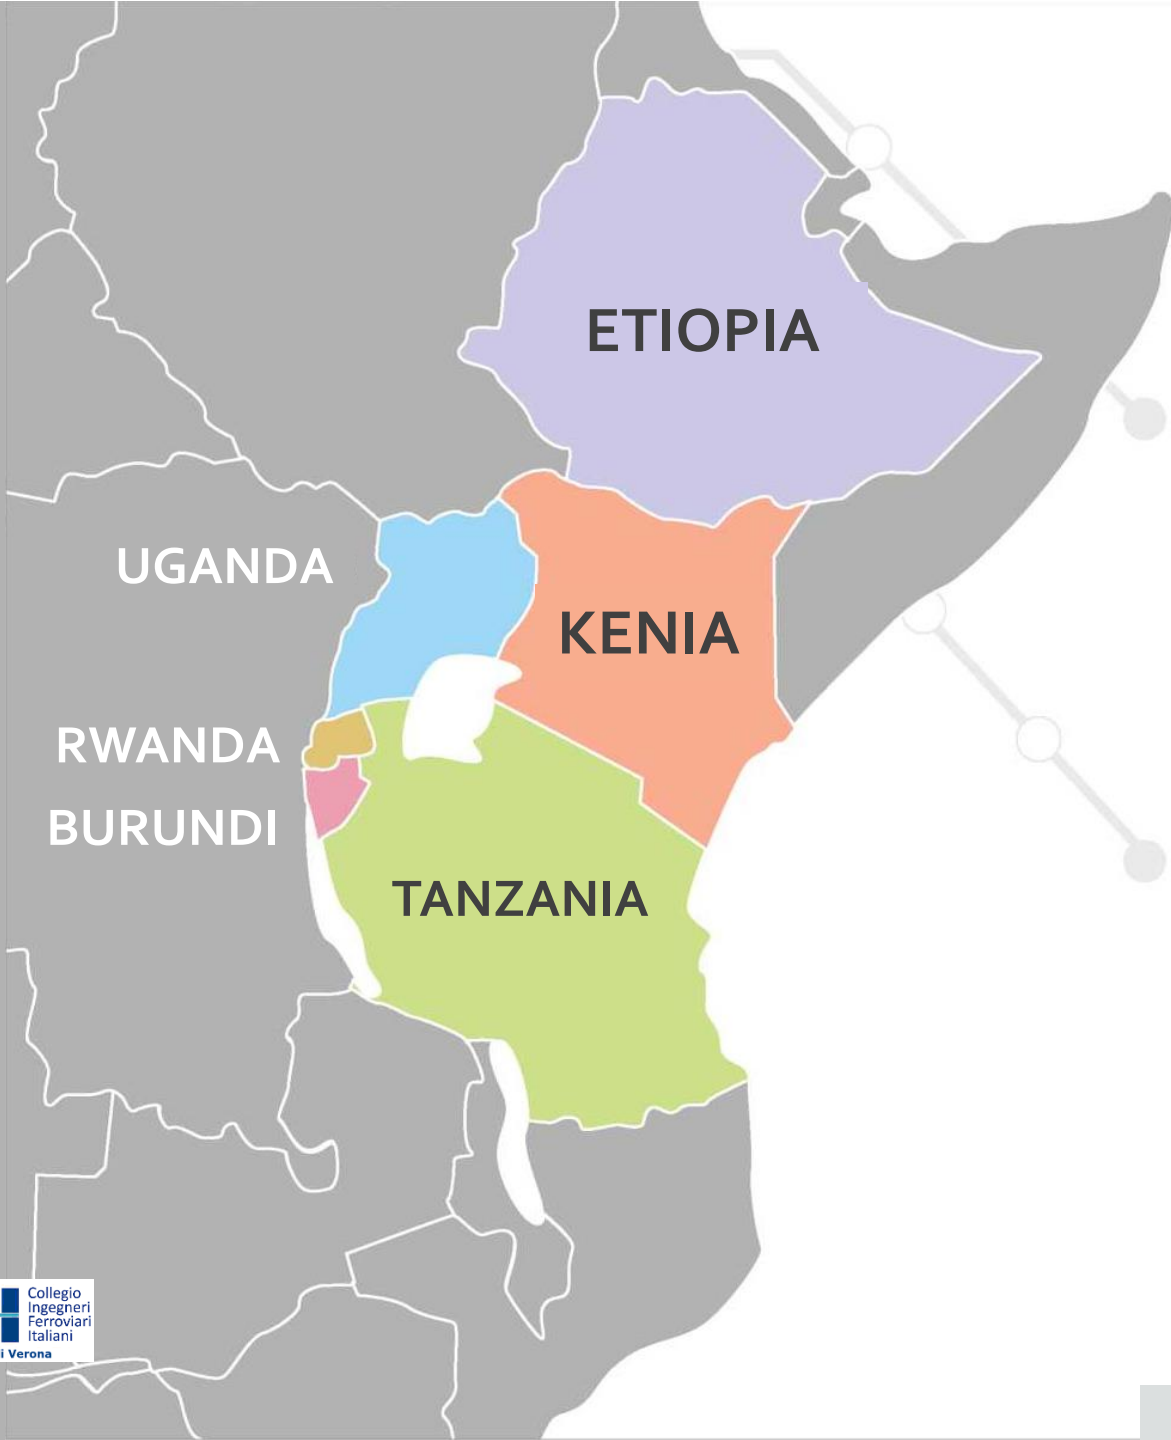 ETIOPIA
UGANDA
KENIA
RWANDA
BURUNDI
TANZANIA
Collegio
Ingegneri
Ferroviari
Italiani
i Verona